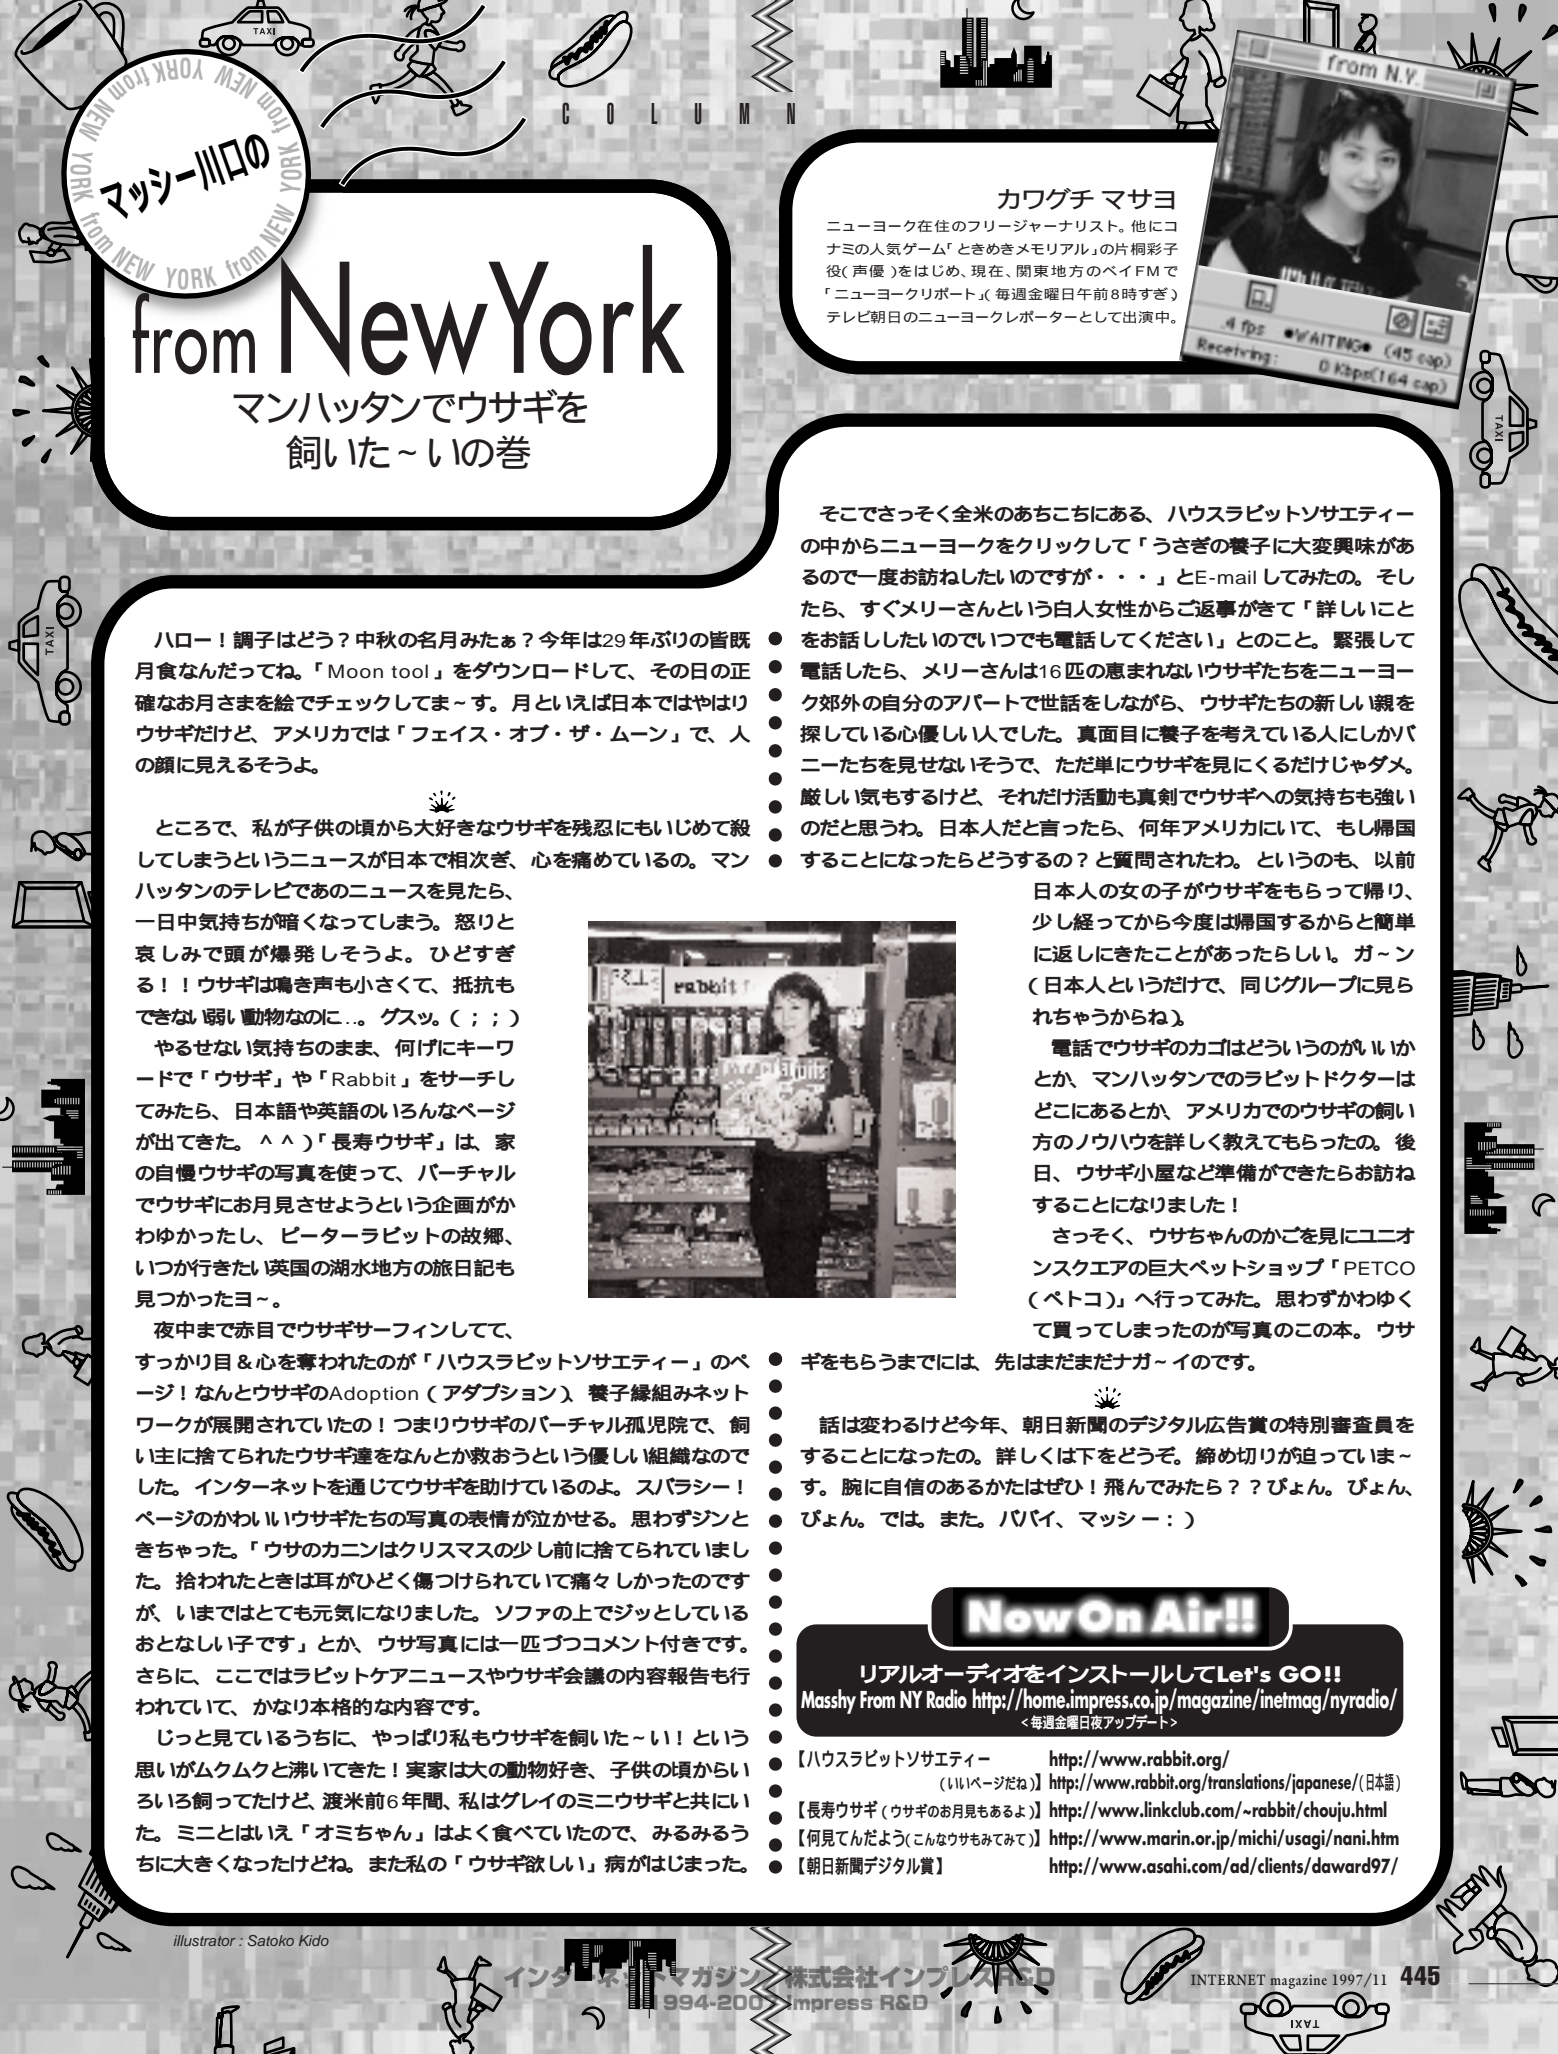 COLUMN
from NEW YORK from NEW YORK from NEW YORK from NEW YORK
マッシー川口の
from New York
マンハッタンでウサギを
飼いた~いの巻
カワグチ マサヨ
ニューヨーク在住のフリージャーナリスト。他にコ
ナミの人気ゲーム「ときめきメモリアル」の片桐彩子
役(声優)をはじめ、現在、関東地方のベイFMで
「ニューヨークリポート」(毎週金曜日午前8時すぎ)
テレビ朝日のニューヨークレポーターとして出演中。
from N.Y.
.4 fps ●WAITING● (45 cap)
Receiving: 0 Kbps(164 cap)
ハロー!調子はどう?中秋の名月みたぁ?今年は29年ぶりの皆既
月食なんだってね。「Moon tool」をダウンロードして、その日の正
確なお月さまを絵でチェックしてま~す。月といえば日本ではやはり
ウサギだけど、アメリカでは「フェイス・オブ・ザ・ムーン」で、人
の顔に見えるそうよ。
ところで、私が子供の頃から大好きなウサギを残忍にもいじめて殺
してしまうというニュースが日本で相次ぎ、心を痛めているの。マン
ハッタンのテレビであのニュースを見たら、
一日中気持ちが暗くなってしまう。怒りと
哀しみで頭が爆発しそうよ。ひどすぎ
る!!ウサギは鳴き声も小さくて、抵抗も
できない弱い動物なのに…。グスッ。(;;)
やるせない気持ちのまま、何げにキーワ
ードで「ウサギ」や「Rabbit」をサーチし
てみたら、日本語や英語のいろんなページ
が出てきた。^^)「長寿ウサギ」は、家
の自慢ウサギの写真を使って、バーチャル
でウサギにお月見させようという企画がか
わゆかったし、ピーターラビットの故郷、
いつか行きたい英国の湖水地方の旅日記も
見つかったヨ~。
夜中まで赤目でウサギサーフィンしてて、
すっかり目&心を奪われたのが「ハウスラビットソサエティー」のペ
ージ!なんとウサギのAdoption(アダプション)、養子縁組みネット
ワークが展開されていたの!つまりウサギのバーチャル孤児院で、飼
い主に捨てられたウサギ達をなんとか救おうという優しい組織なので
した。インターネットを通じてウサギを助けているのよ。スバラシー!
ページのかわいいウサギたちの写真の表情が泣かせる。思わずジンと
きちゃった。「ウサのカニンはクリスマスの少し前に捨てられていまし
た。拾われたときは耳がひどく傷つけられていて痛々しかったのです
が、いまではとても元気になりました。ソファの上でジッとしている
おとなしい子です」とか、ウサ写真には一匹づつコメント付きです。
さらに、ここではラビットケアニュースやウサギ会議の内容報告も行
われていて、かなり本格的な内容です。
じっと見ているうちに、やっぱり私もウサギを飼いた~い!という
思いがムクムクと沸いてきた!実家は大の動物好き、子供の頃からい
ろいろ飼ってたけど、渡米前6年間、私はグレイのミニウサギと共にい
た。ミニとはいえ「オミちゃん」はよく食べていたので、みるみるう
ちに大きくなったけどね。また私の「ウサギ欲しい」病がはじまった。
そこでさっそく全米のあちこちにある、ハウスラビットソサエティー
の中からニューヨークをクリックして「うさぎの養子に大変興味があ
るので一度お訪ねしたいのですが・・・」とE-mailしてみたの。そし
たら、すぐメリーさんという白人女性からご返事がきて「詳しいこと
をお話ししたいのでいつでも電話してください」とのこと。緊張して
電話したら、メリーさんは16匹の恵まれないウサギたちをニューヨー
ク郊外の自分のアパートで世話をしながら、ウサギたちの新しい親を
探している心優しい人でした。真面目に養子を考えている人にしかバ
ニーたちを見せないそうで、ただ単にウサギを見にくるだけじゃダメ。
厳しい気もするけど、それだけ活動も真剣でウサギへの気持ちも強い
のだと思うわ。日本人だと言ったら、何年アメリカにいて、もし帰国
することになったらどうするの?と質問されたわ。というのも、以前
日本人の女の子がウサギをもらって帰り、
少し経ってから今度は帰国するからと簡単
に返しにきたことがあったらしい。ガ~ン
(日本人というだけで、同じグループに見ら
れちゃうからね)。
電話でウサギのカゴはどういうのがいいか
とか、マンハッタンでのラビットドクターは
どこにあるとか、アメリカでのウサギの飼い
方のノウハウを詳しく教えてもらったの。後
日、ウサギ小屋など準備ができたらお訪ね
することになりました!
さっそく、ウサちゃんのかごを見にユニオ
ンスクエアの巨大ペットショップ「PETCO
(ペトコ)」へ行ってみた。思わずかわゆく
て買ってしまったのが写真のこの本。ウサ
ギをもらうまでには、先はまだまだナガ~イのです。
rabbit
話は変わるけど今年、朝日新聞のデジタル広告賞の特別審査員を
することになったの。詳しくは下をどうぞ。締め切りが迫っていま~
す。腕に自信のあるかたはぜひ!飛んでみたら??ぴょん。ぴょん、
ぴょん。では。また。ババイ、マッシー:)
Now On Air!!
リアルオーディオをインストールしてLet's GO!!
Masshy From NY Radio http://home.impress.co.jp/magazine/inetmag/nyradio/
<毎週金曜日夜アップデート>
【ハウスラビットソサエティー http://www.rabbit.org/
(いいページだね)】 http://www.rabbit.org/translations/japanese/(日本語)
【長寿ウサギ(ウサギのお月見もあるよ)】 http://www.linkclub.com/~rabbit/chouju.html
【何見てんだよう(こんなウサもみてみて)】 http://www.marin.or.jp/michi/usagi/nani.htm
【朝日新聞デジタル賞】 http://www.asahi.com/ad/clients/daward97/
illustrator : Satoko Kido
INTERNET magazine 1997/11 445
TAXI
TAXI
TAXI
TAXI